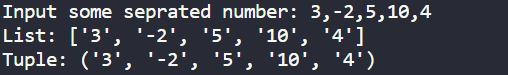 Input some seprated number: 3,-2,5,10,4
List: ['3', '-2', '5', '10', '4']
Tuple: ('3', '-2', '5', '10', '4')